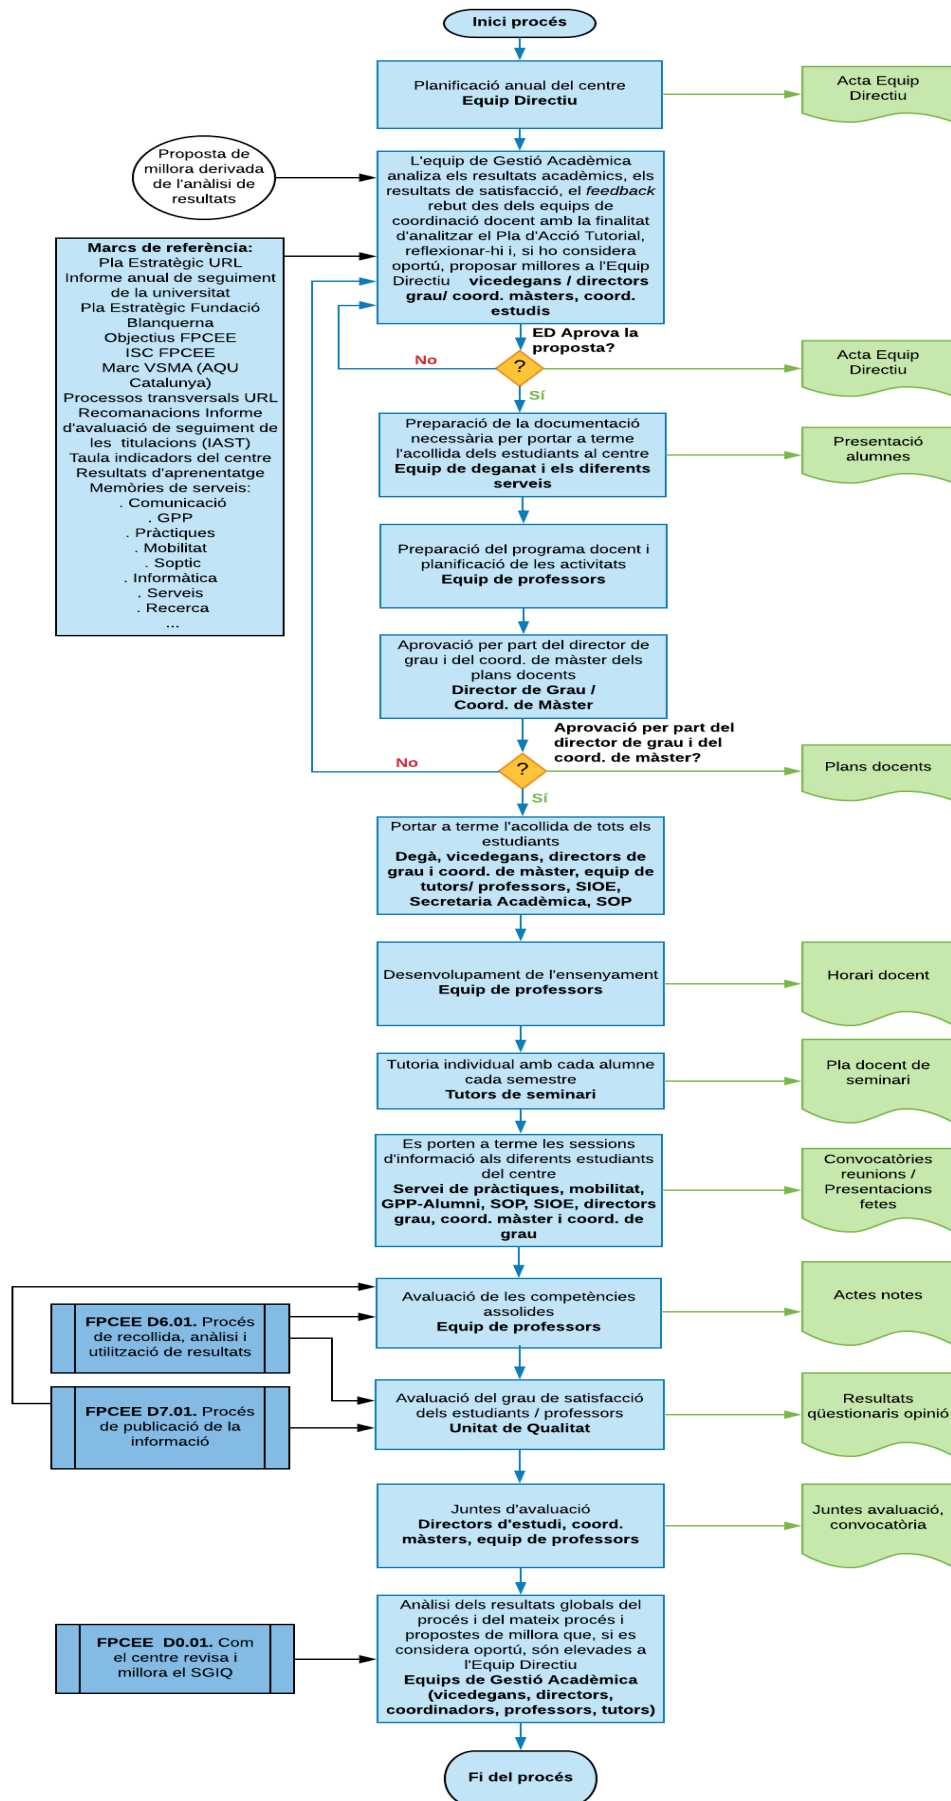 Inici procés
Planificació anual del centre
Equip Directiu
Acta Equip
Directiu
Proposta de
millora derivada
de l'anàlisi de
resultats
L'equip de Gestió Acadèmica
analiza els resultats acadèmics, els
resultats de satisfacció, el feedback
rebut des dels equips de
coordinació docent amb la finalitat
d'analitzar el Pla d'Acció Tutorial,
reflexionar-hi i, si ho considera
oportú, proposar millores a l'Equip
Directiu vicedegans / directors
grau/ coord. màsters, coord.
estudis
Marcs de referència:
Pla Estratègic URL
Informe anual de seguiment
de la universitat
Pla Estratègic Fundació
Blanquerna
Objectius FPCEE
ISC FPCEE
Marc VSMA (AQU
Catalunya)
Processos transversals URL
Recomanacions Informe
d'avaluació de seguiment de
les titulacions (IAST)
Taula indicadors del centre
Resultats d'aprenentatge
Memòries de serveis:
. Comunicació
. GPP
. Pràctiques
. Mobilitat
. Soptic
. Informàtica
. Serveis
. Recerca
...
ED Aprova la
proposta?
No
?
Sí
Acta Equip
Directiu
Preparació de la documentació
necessària per portar a terme
l'acollida dels estudiants al centre
Equip de deganat i els diferents
serveis
Presentació
alumnes
Preparació del programa docent i
planificació de les activitats
Equip de professors
Aprovació per part del director de
grau i del coord. de màster dels
plans docents
Director de Grau /
Coord. de Màster
Aprovació per part del
director de grau i del
coord. de màster?
No
?
Sí
Plans docents
Portar a terme l'acollida de tots els
estudiants
Degà, vicedegans, directors de
grau i coord. de màster, equip de
tutors/ professors, SIOE,
Secretaria Acadèmica, SOP
Desenvolupament de l'ensenyament
Equip de professors
Horari docent
Tutoria individual amb cada alumne
cada semestre
Tutors de seminari
Pla docent de
seminari
Es porten a terme les sessions
d'informació als diferents estudiants
del centre
Servei de pràctiques, mobilitat,
GPP-Alumni, SOP, SIOE, directors
grau, coord. màster i coord. de
grau
Convocatòries
reunions /
Presentacions
fetes
Avaluació de les competències
assolides
Equip de professors
Actes notes
FPCEE D6.01. Procés
de recollida, anàlisi i
utilització de resultats
FPCEE D7.01. Procés
de publicació de la
informació
Avaluació del grau de satisfacció
dels estudiants / professors
Unitat de Qualitat
Resultats
qüestionaris opinió
Juntes d'avaluació
Directors d'estudi, coord.
màsters, equip de professors
Juntes avaluació,
convocatòria
Anàlisi dels resultats globals del
procés i del mateix procés i
propostes de millora que, si es
considera oportú, són elevades a
l'Equip Directiu
Equips de Gestió Acadèmica
(vicedegans, directors,
coordinadors, professors, tutors)
FPCEE D0.01. Com
el centre revisa i
millora el SGIQ
Fi del procés